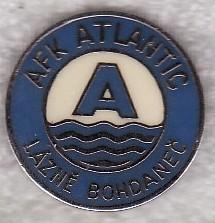 AFK ATLANTIC
A
LÁZNĚ BOHDANEČ